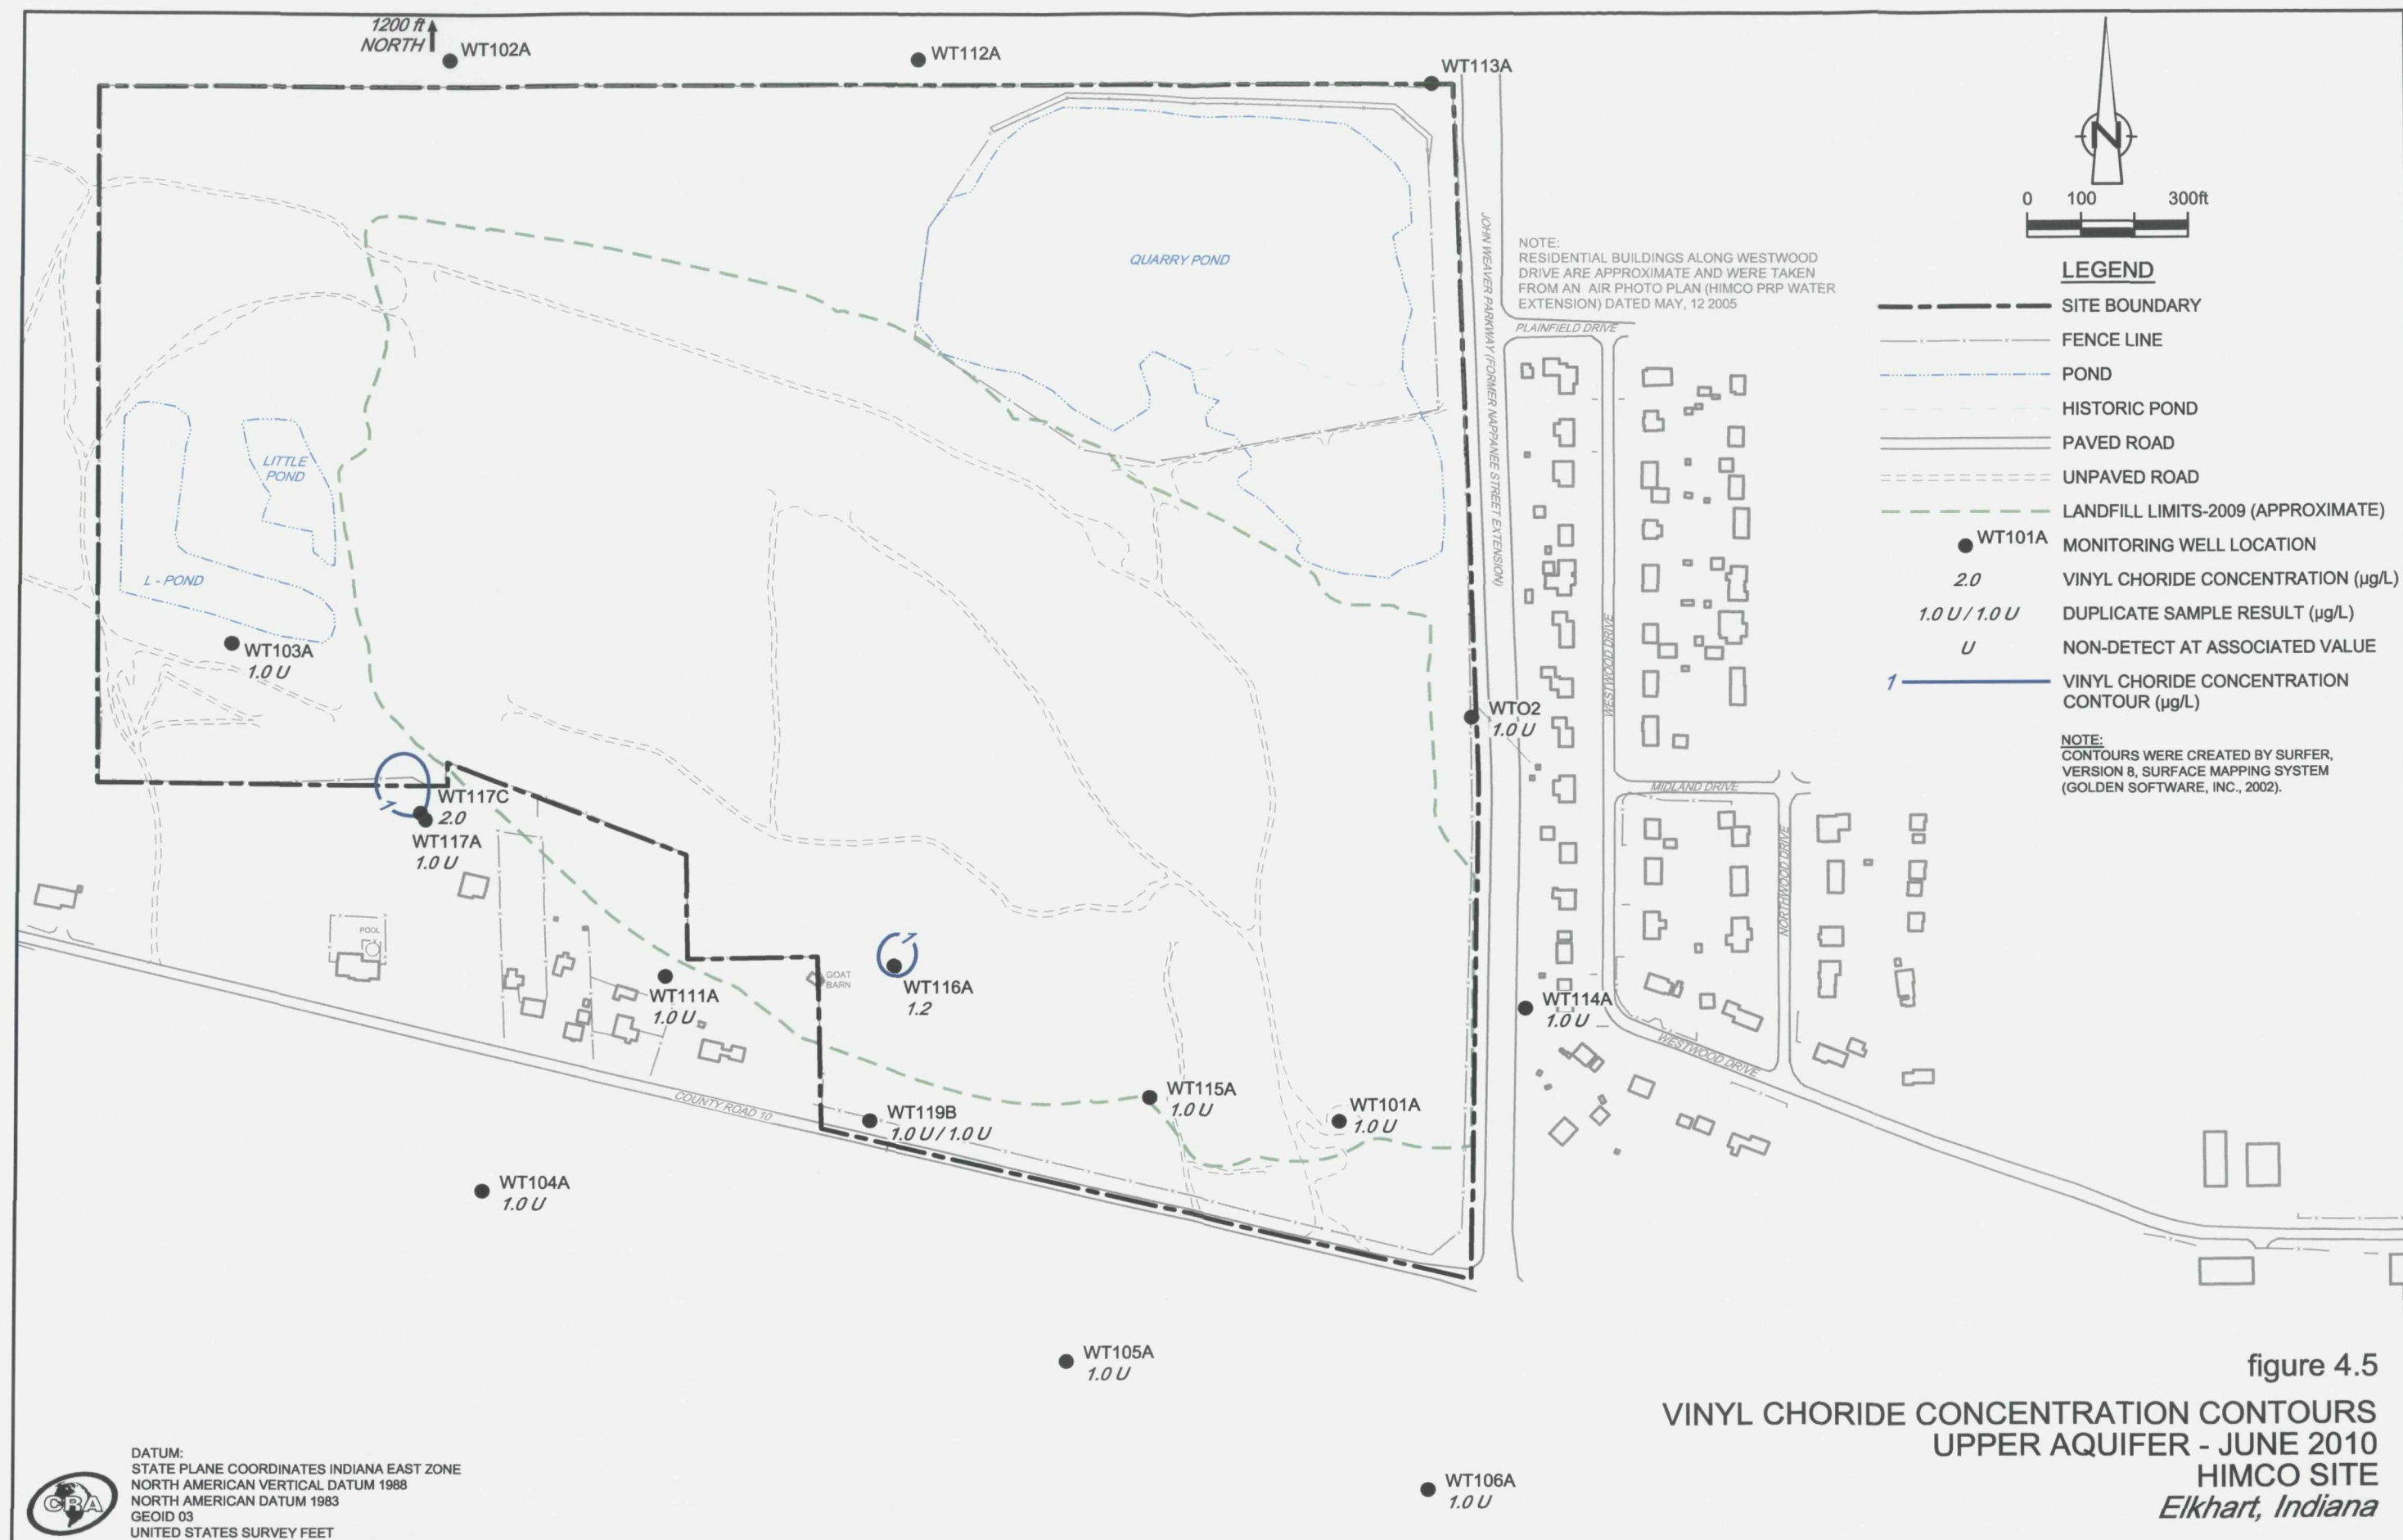 1200 ft
NORTH
WT102A
WT112A
WT113A
0 100 300ft
N
QUARRY POND
JOHN WEAVER PARKWAY (FORMER NAPPANEE STREET EXTENSION)
NOTE:
RESIDENTIAL BUILDINGS ALONG WESTWOOD
DRIVE ARE APPROXIMATE AND WERE TAKEN
FROM AN AIR PHOTO PLAN (HIMCO PRP WATER
EXTENSION) DATED MAY, 12 2005
PLAINFIELD DRIVE
LEGEND
SITE BOUNDARY
FENCE LINE
POND
HISTORIC POND
PAVED ROAD
UNPAVED ROAD
LANDFILL LIMITS-2009 (APPROXIMATE)
WT101A MONITORING WELL LOCATION
2.0 VINYL CHORIDE CONCENTRATION (µg/L)
1.0 U / 1.0 U DUPLICATE SAMPLE RESULT (µg/L)
U NON-DETECT AT ASSOCIATED VALUE
1 VINYL CHORIDE CONCENTRATION
CONTOUR (µg/L)
NOTE:
CONTOURS WERE CREATED BY SURFER,
VERSION 8, SURFACE MAPPING SYSTEM
(GOLDEN SOFTWARE, INC., 2002).
LITTLE
POND
L - POND
WT103A
1.0 U
WESTWOOD DRIVE
WTO2
1.0 U
MIDLAND DRIVE
NORTHWOOD DRIVE
1
WT117C
2.0
WT117A
1.0 U
POOL
1
GOAT
BARN
WT116A
1.2
WT111A
1.0 U
WT114A
1.0 U
WESTWOOD DRIVE
COUNTY ROAD 10
WT115A
1.0 U
WT119B
1.0 U / 1.0 U
WT101A
1.0 U
WT104A
1.0 U
WT105A
1.0 U
WT106A
1.0 U
figure 4.5
VINYL CHORIDE CONCENTRATION CONTOURS
UPPER AQUIFER - JUNE 2010
HIMCO SITE
Elkhart, Indiana
CRA
DATUM:
STATE PLANE COORDINATES INDIANA EAST ZONE
NORTH AMERICAN VERTICAL DATUM 1988
NORTH AMERICAN DATUM 1983
GEOID 03
UNITED STATES SURVEY FEET